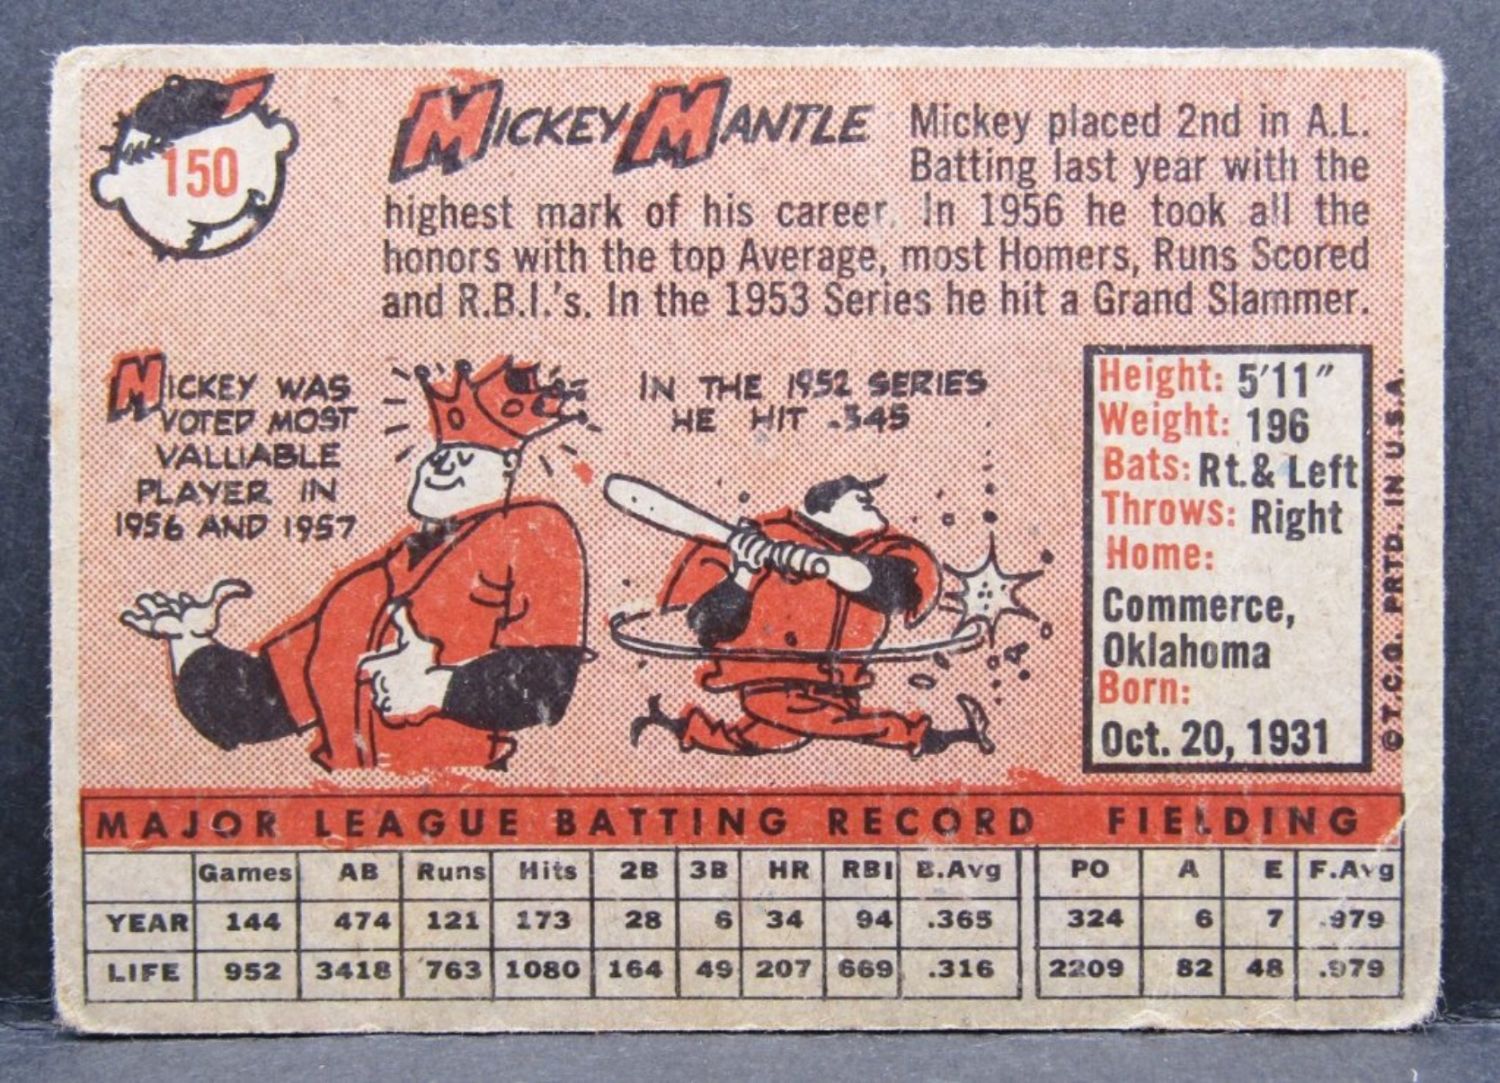 150
MICKEY MANTLE
Mickey placed 2nd in A.L.
Batting last year with the
highest mark of his career. In 1956 he took all the
honors with the top Average, most Homers, Runs Scored
and R.B.I.'s. In the 1953 Series he hit a Grand Slammer.
MICKEY WAS
VOTED MOST
VALUABLE
PLAYER IN
1956 AND 1957
IN THE 1952 SERIES
HE HIT .345
Height: 5'11"
Weight: 196
Bats: Rt.& Left
Throws: Right
Home:
Commerce,
Oklahoma
Born:
Oct. 20, 1931
©T.C.G. PRTD. IN U.S.A.
MAJOR LEAGUE BATTING RECORD FIELDING
Games AB Runs Hits 2B 3B HR RBI B.Avg PO A E F.Avg
YEAR 144 474 121 173 28 6 34 94 .365 324 6 7 .979
LIFE 952 3418 763 1080 164 49 207 669 .316 2209 82 48 .979